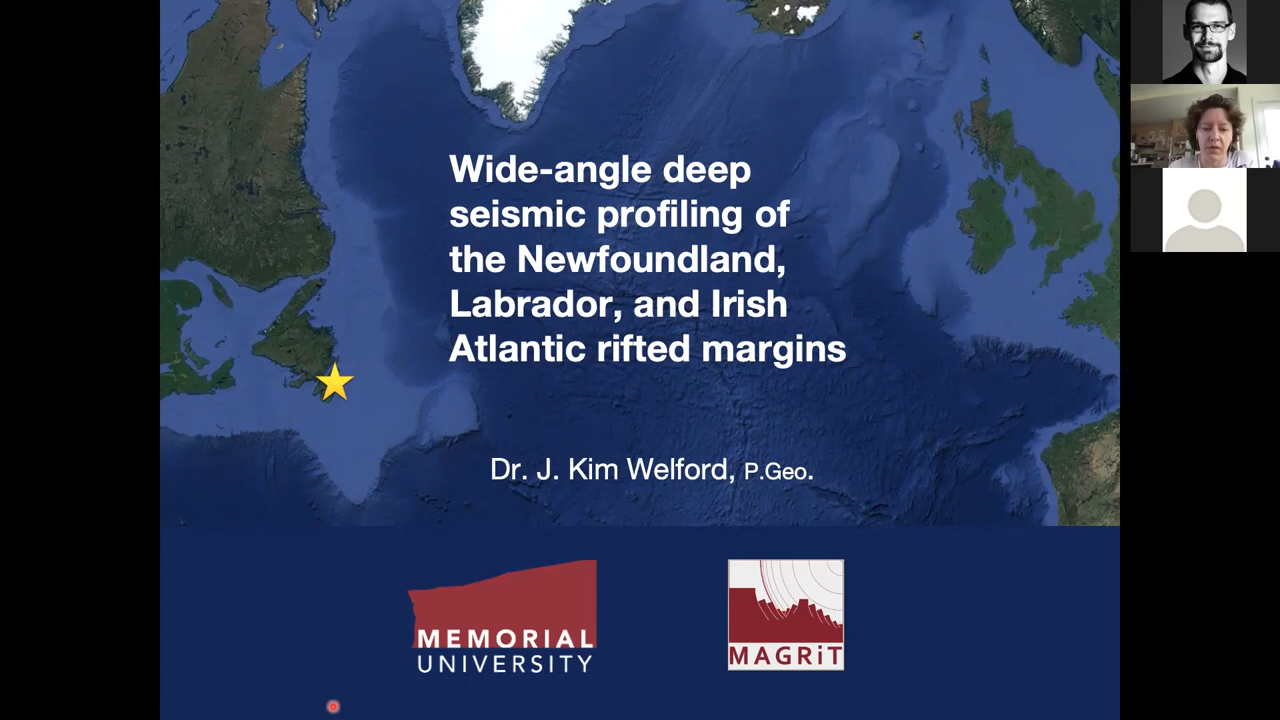 Wide-angle deep
seismic profiling of
the Newfoundland,
Labrador, and Irish
Atlantic rifted margins
Dr. J. Kim Welford, P.Geo.
MEMORIAL
UNIVERSITY
MAGRiT